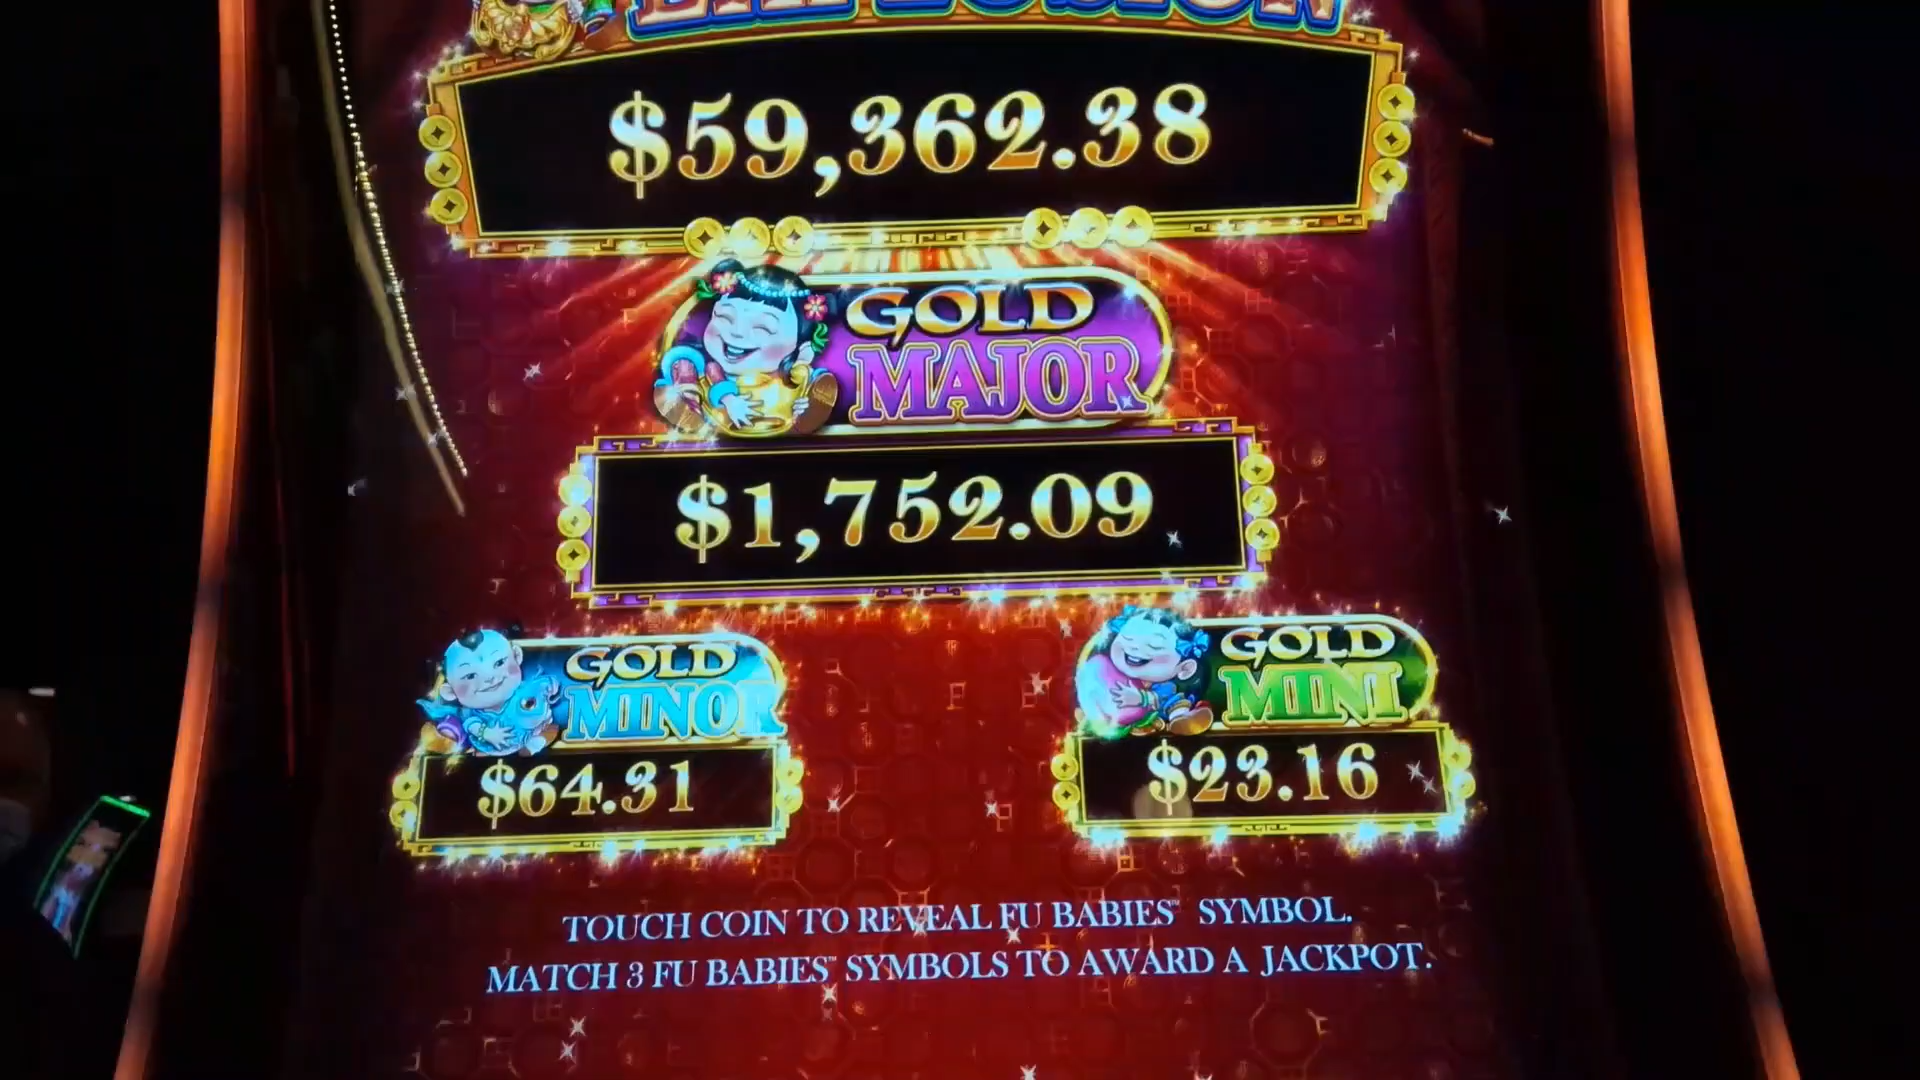 $59,362.38
GOLD
MAJOR
$1,752.09
GOLD
MINOR
$64.31
GOLD
MINI
$23.16
TOUCH COIN TO REVEAL FU BABIES™ SYMBOL.
MATCH 3 FU BABIES™ SYMBOLS TO AWARD A JACKPOT.